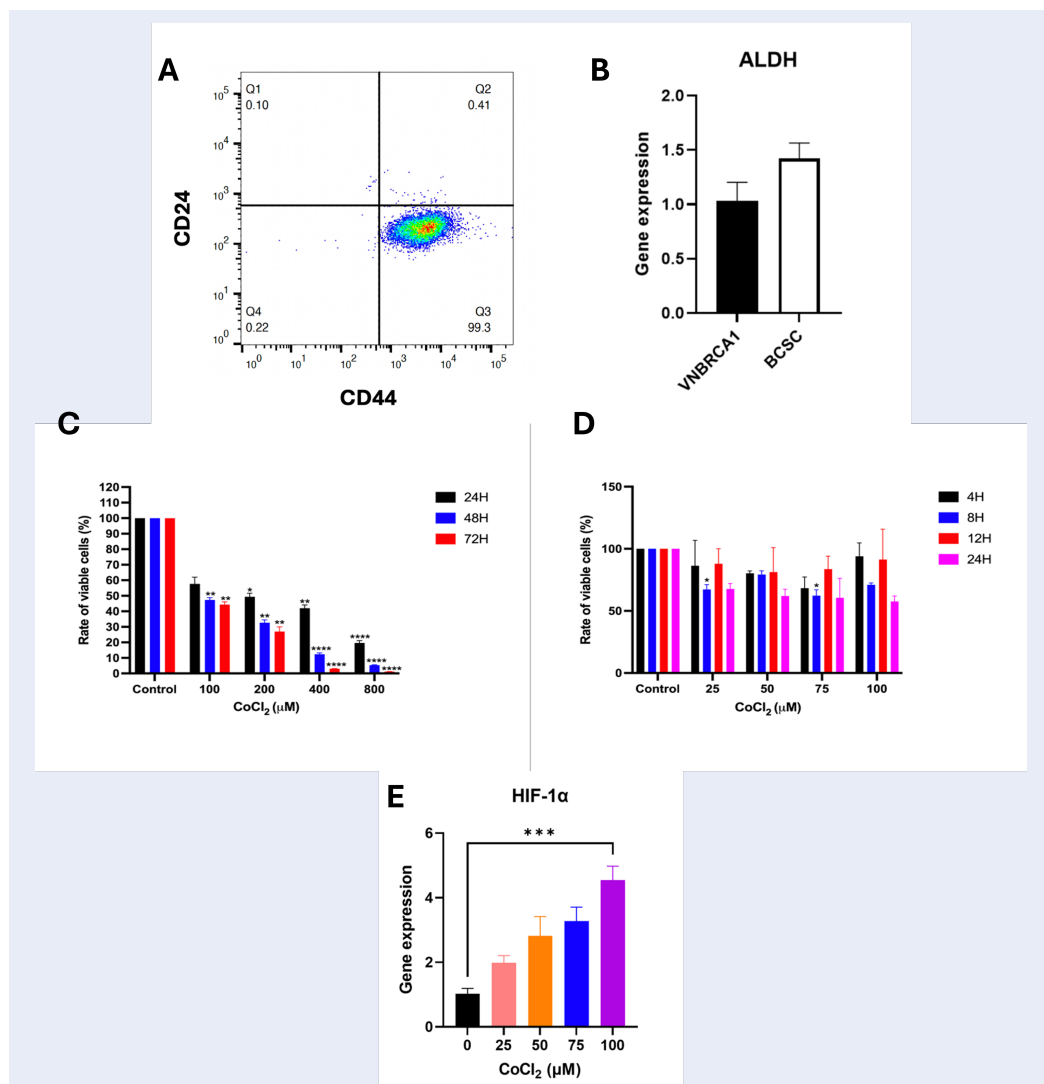 A
Q1
0.10
Q2
0.41
Q4
0.22
Q3
99.3
10^5
10^4
10^3
10^2
10^1
10^0
CD24
10^0 10^1 10^2 10^3 10^4 10^5
CD44
B
ALDH
2.0
1.5
1.0
0.5
0.0
Gene expression
VNBRCA1
BCSC
C
120
110
100
90
80
70
60
50
40
30
20
10
0
Rate of viable cells (%)
** **
* ** **
** **** ****
**** **** ****
Control 100 200 400 800
CoCl₂ (μM)
24H
48H
72H
D
150
100
50
0
Rate of viable cells (%)
*
*
Control 25 50 75 100
CoCl₂ (μM)
4H
8H
12H
24H
E
HIF-1α
***
6
4
2
0
Gene expression
0 25 50 75 100
CoCl₂ (μM)